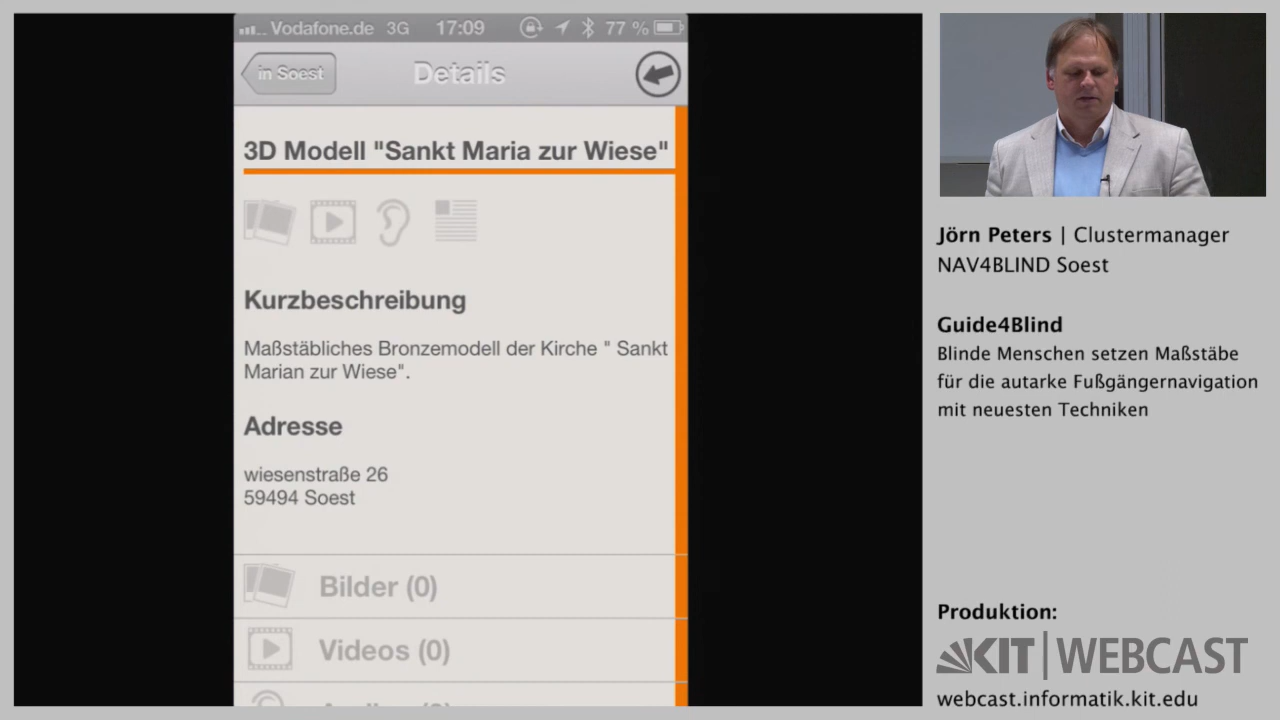 Vodafone.de 3G 17:09 77 %
in Soest
Details
3D Modell "Sankt Maria zur Wiese"
Kurzbeschreibung
Maßstäbliches Bronzemodell der Kirche " Sankt
Marian zur Wiese".
Adresse
wiesenstraße 26
59494 Soest
Bilder (0)
Videos (0)
Jörn Peters | Clustermanager
NAV4BLIND Soest
Guide4Blind
Blinde Menschen setzen Maßstäbe
für die autarke Fußgängernavigation
mit neuesten Techniken
Produktion:
KIT | WEBCAST
webcast.informatik.kit.edu